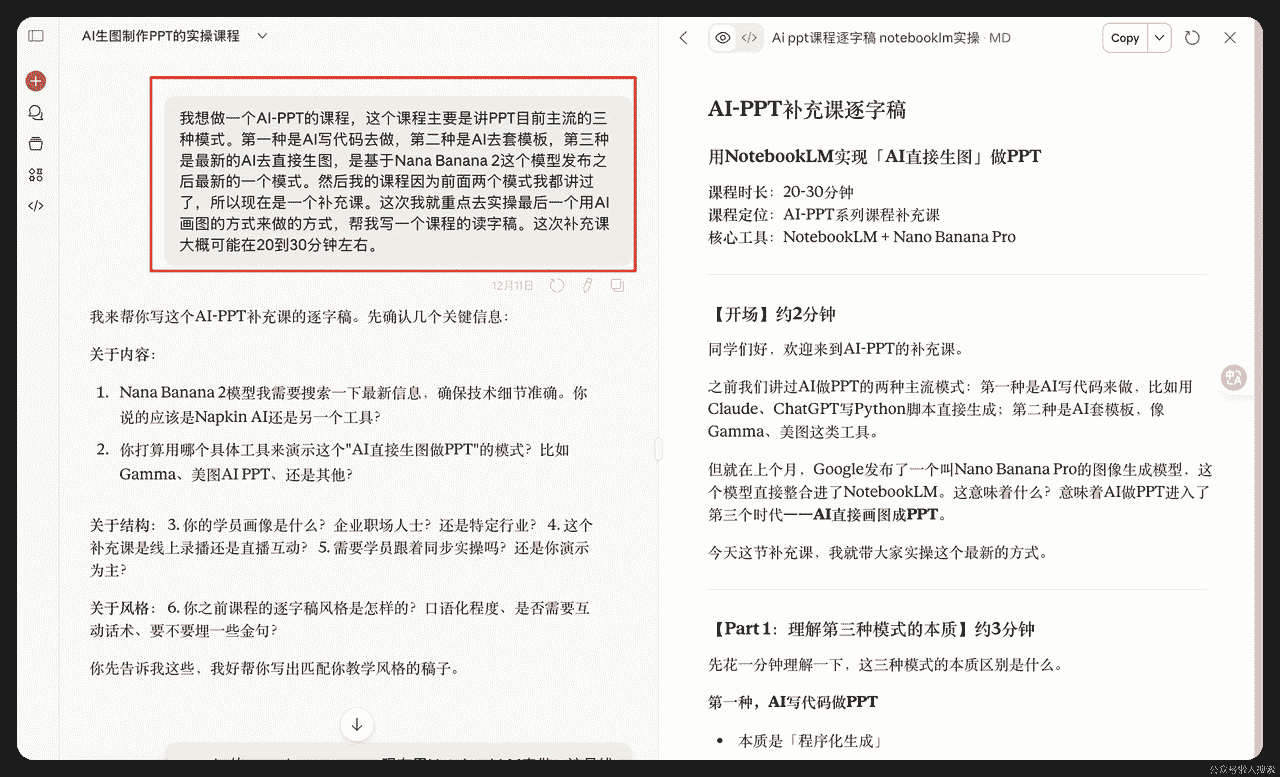 AI生图制作PPT的实操课程
我想做一个AI-PPT的课程，这个课程主要是讲PPT目前主流的三
种模式。第一种是AI写代码去做，第二种是AI去套模板，第三种
是最新的AI去直接生图，是基于Nana Banana 2这个模型发布之
后最新的一个模式。然后我的课程因为前面两个模式我都讲过
了，所以现在是一个补充课。这次我就重点去实操最后一个用AI
画图的方式来做的方式，帮我写一个课程的读字稿。这次补充课
大概可能在20到30分钟左右。
12月11日
我来帮你写这个AI-PPT补充课的逐字稿。先确认几个关键信息：
关于内容：
1. Nana Banana 2模型我需要搜索一下最新信息，确保技术细节准确。你
说的应该是Napkin AI还是另一个工具？
2. 你打算用哪个具体工具来演示这个"AI直接生图做PPT"的模式？比如
Gamma、美图AI PPT、还是其他？
关于结构： 3. 你的学员画像是什么？企业职场人士？还是特定行业？ 4. 这个
补充课是线上录播还是直播互动？ 5. 需要学员跟着同步实操吗？还是你演示
为主？
关于风格： 6. 你之前课程的逐字稿风格是怎样的？口语化程度、是否需要互
动话术、要不要埋一些金句？
你先告诉我这些，我好帮你写出匹配你教学风格的稿子。
Ai ppt课程逐字稿 notebooklm实操 · MD
Copy
AI-PPT补充课逐字稿
用NotebookLM实现「AI直接生图」做PPT
课程时长：20-30分钟
课程定位：AI-PPT系列课程补充课
核心工具：NotebookLM + Nano Banana Pro
【开场】约2分钟
同学们好，欢迎来到AI-PPT的补充课。
之前我们讲过AI做PPT的两种主流模式：第一种是AI写代码来做，比如用
Claude、ChatGPT写Python脚本直接生成；第二种是AI套模板，像
Gamma、美图这类工具。
但就在上个月，Google发布了一个叫Nano Banana Pro的图像生成模型，这
个模型直接整合进了NotebookLM。这意味着什么？意味着AI做PPT进入了
第三个时代——AI直接画图成PPT。
今天这节补充课，我就带大家实操这个最新的方式。
【Part 1：理解第三种模式的本质】约3分钟
先花一分钟理解一下，这三种模式的本质区别是什么。
第一种，AI写代码做PPT
• 本质是「程序化生成」
公众号懒人搜索